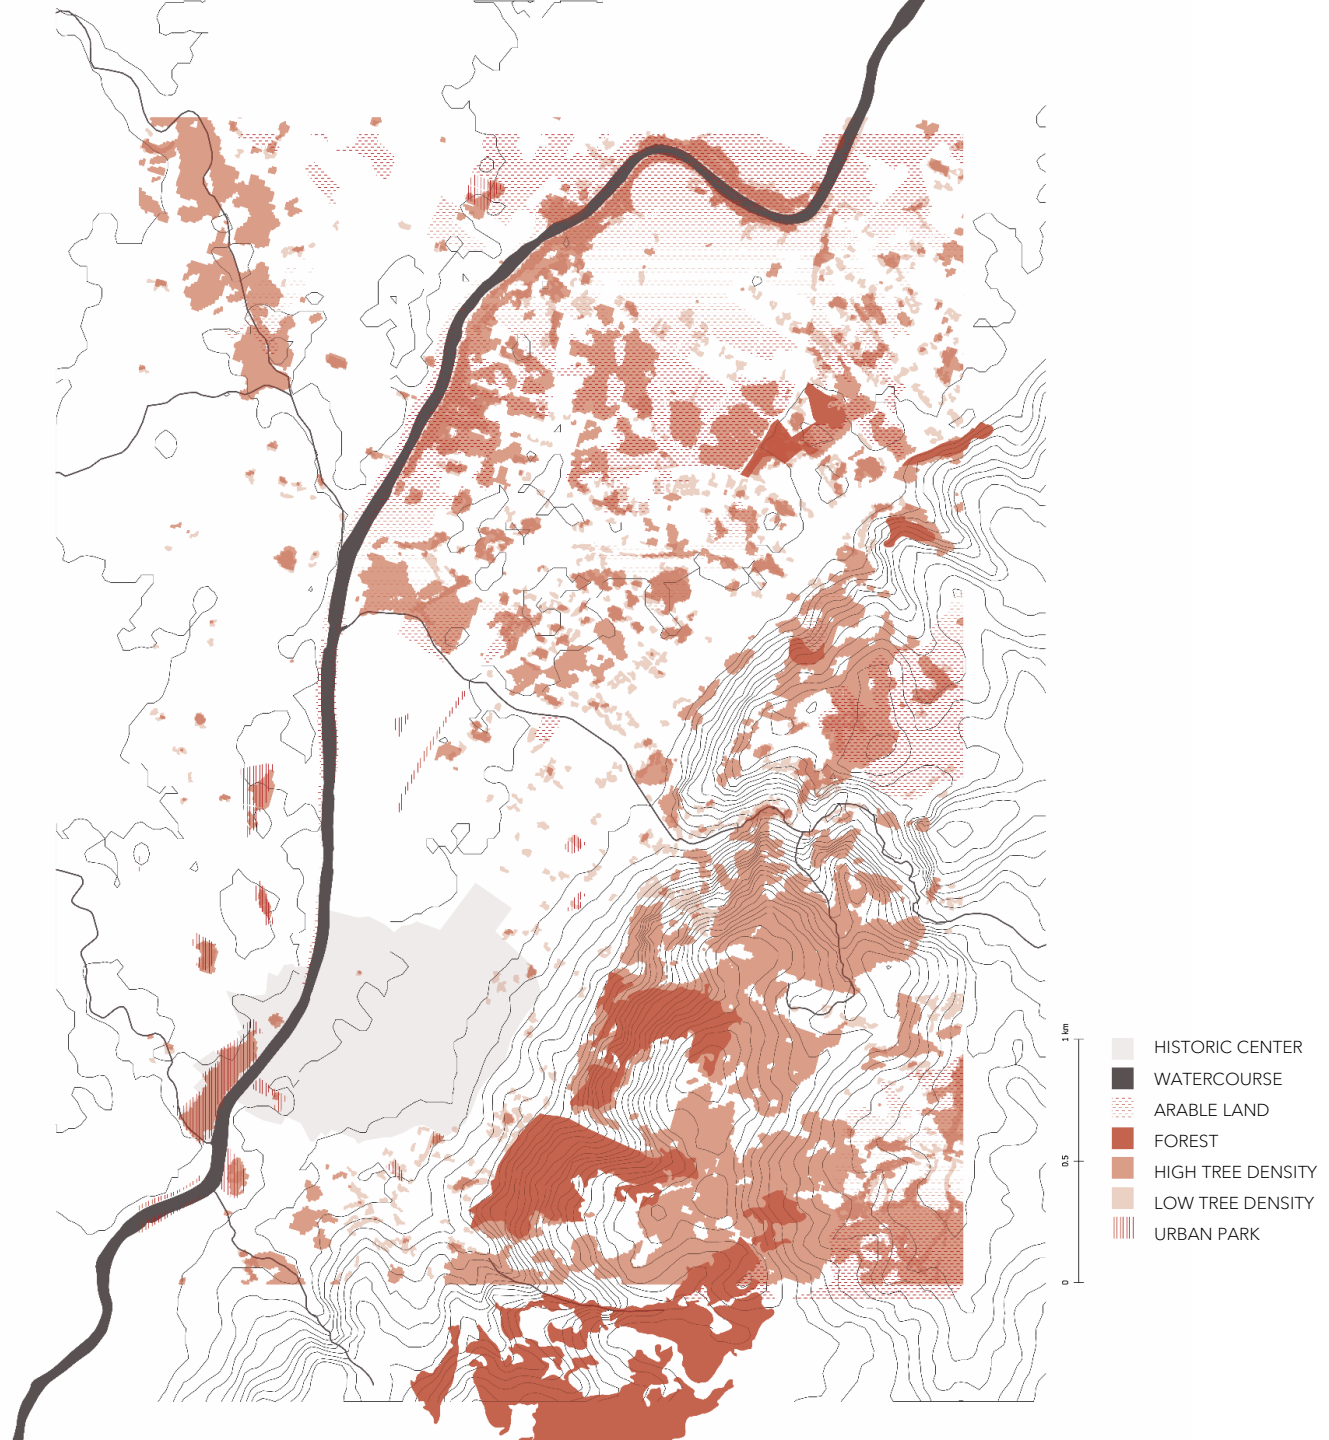 1 km
0.5
0
HISTORIC CENTER
WATERCOURSE
ARABLE LAND
FOREST
HIGH TREE DENSITY
LOW TREE DENSITY
URBAN PARK